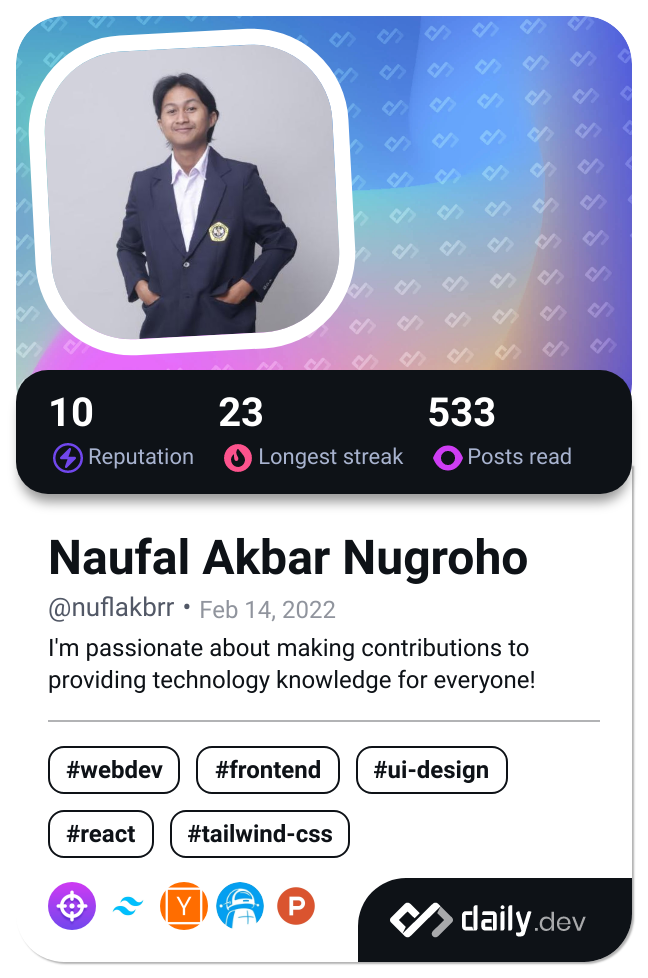 10
23
533
Reputation
Longest streak
Posts read
Naufal Akbar Nugroho
@nuflakbrr • Feb 14, 2022
I'm passionate about making contributions to
providing technology knowledge for everyone!
#webdev
#frontend
#ui-design
#react
#tailwind-css
Y
P
daily.dev